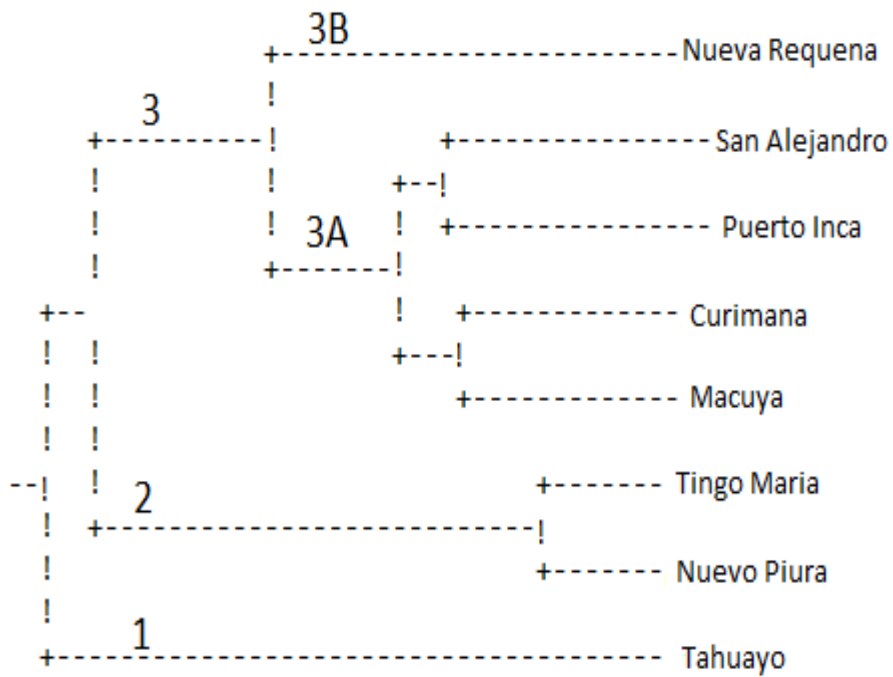 3B
Nueva Requena
3
San Alejandro
Puerto Inca
3A
Curimana
Macuya
Tingo Maria
2
Nuevo Piura
1
Tahuayo